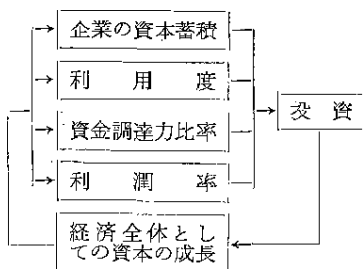 企業の資本蓄積
利用度
投資
資金調達力比率
利潤率
経済全体とし
ての資本の成長